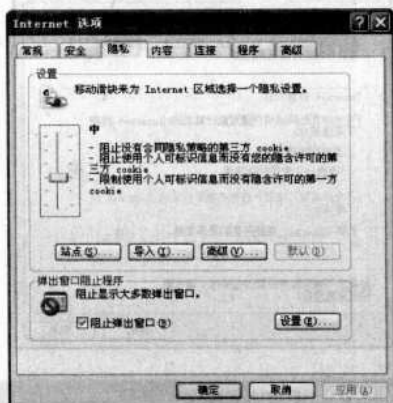 Internet 选项
常规 安全 隐私 内容 连接 程序 高级
设置
移动滑块来为 Internet 区域选择一个隐私设置。
中
- 阻止没有合同隐私策略的第三方 cookie
- 阻止使用个人可标识信息而没有您的隐含许可的第
三方 cookie
- 限制使用个人可标识信息而没有隐含许可的第一方
cookie
站点(S)... 导入(I)... 高级(V)... 默认(D)
弹出窗口阻止程序
阻止显示大多数弹出窗口。
阻止弹出窗口(B)
设置(E)...
确定 取消 应用(A)